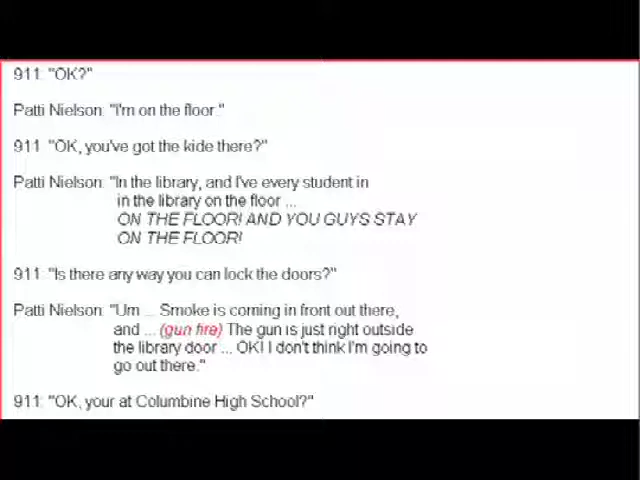 911: "OK?"
Patti Nielson: "I'm on the floor."
911: "OK, you've got the kide there?"
Patti Nielson: "In the library, and I've every student in
in the library on the floor ...
ON THE FLOOR! AND YOU GUYS STAY
ON THE FLOOR!
911: "Is there any way you can lock the doors?"
Patti Nielson: "Um ... Smoke is coming in front out there,
and ... (gun fire) The gun is just right outside
the library door ... OK! I don't think I'm going to
go out there."
911: "OK, your at Columbine High School?"